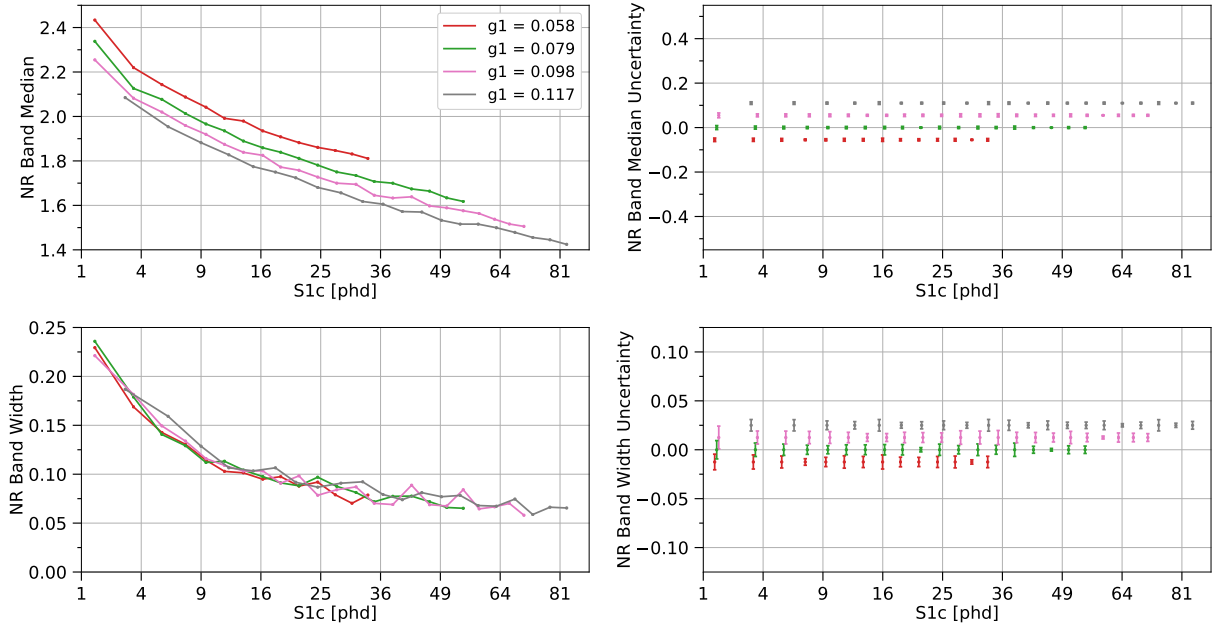 NR Band Median
2.4
2.2
2.0
1.8
1.6
1.4
1 4 9 16 25 36 49 64 81
S1c [phd]
g1 = 0.058
g1 = 0.079
g1 = 0.098
g1 = 0.117
NR Band Median Uncertainty
0.4
0.2
0.0
−0.2
−0.4
1 4 9 16 25 36 49 64 81
S1c [phd]
NR Band Width
0.25
0.20
0.15
0.10
0.05
0.00
1 4 9 16 25 36 49 64 81
S1c [phd]
NR Band Width Uncertainty
0.10
0.05
0.00
−0.05
−0.10
1 4 9 16 25 36 49 64 81
S1c [phd]